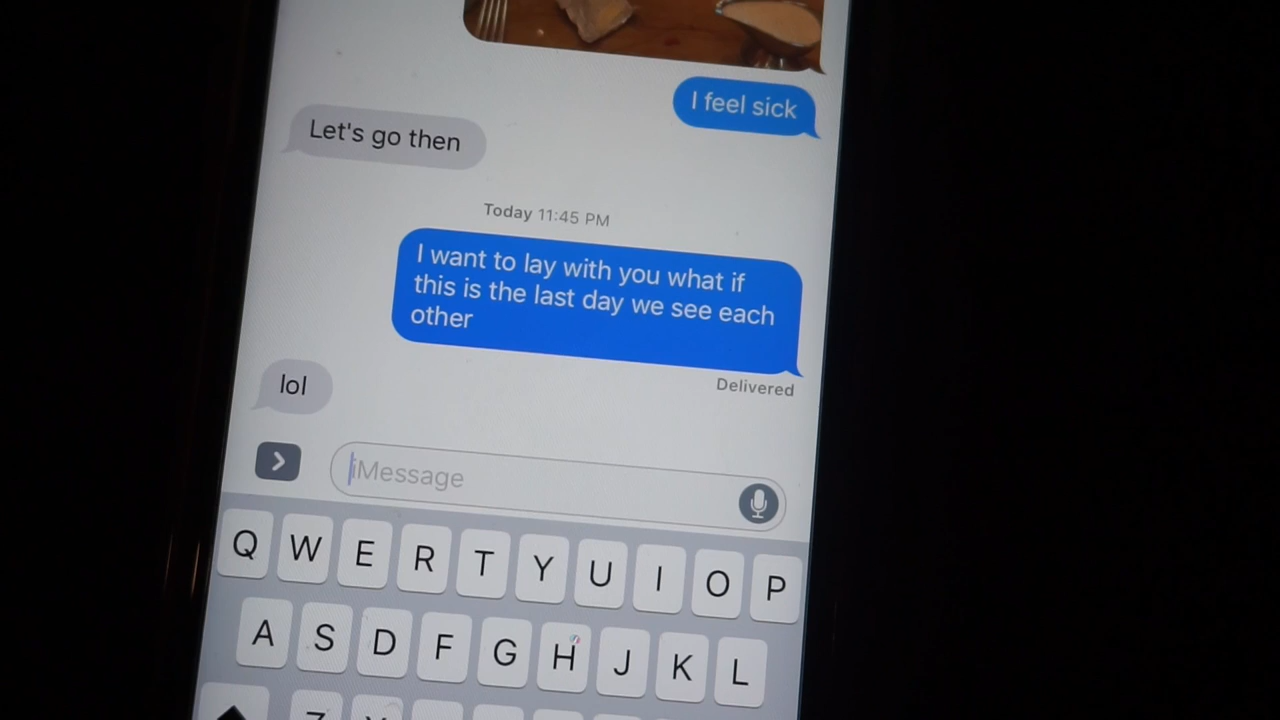 I feel sick
Let's go then
Today 11:45 PM
I want to lay with you what if
this is the last day we see each
other
Delivered
lol
iMessage
Q W E R T Y U I O P
A S D F G H J K L
Z